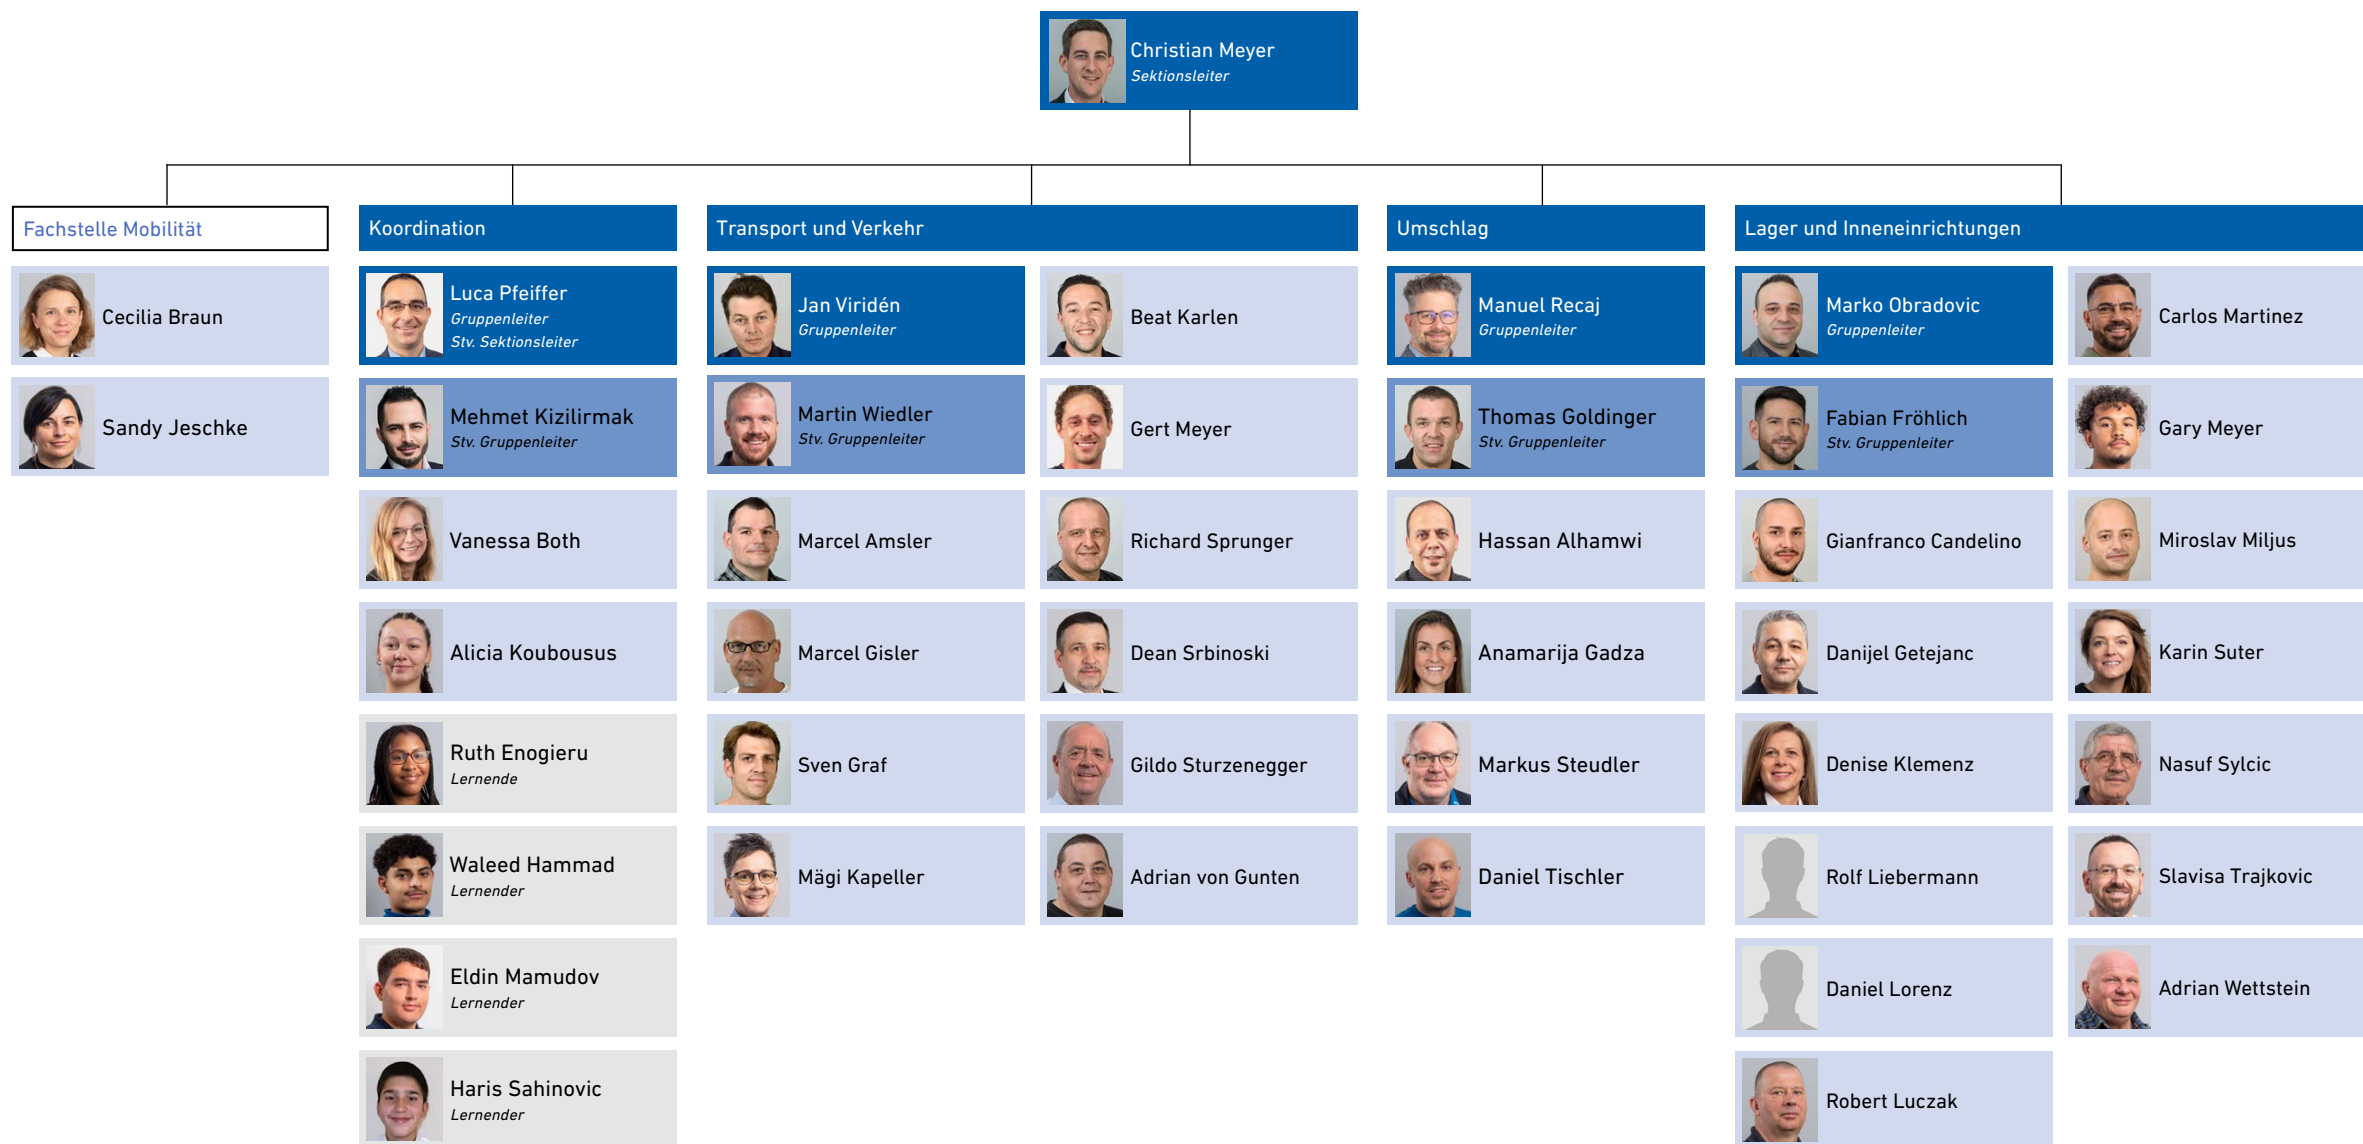 Christian Meyer
Sektionsleiter
Fachstelle Mobilität
Cecilia Braun
Sandy Jeschke
Koordination
Luca Pfeiffer
Gruppenleiter
Stv. Sektionsleiter
Mehmet Kizilirmak
Stv. Gruppenleiter
Vanessa Both
Alicia Koubousus
Ruth Enogieru
Lernende
Waleed Hammad
Lernender
Eldin Mamudov
Lernender
Haris Sahinovic
Lernender
Transport und Verkehr
Jan Viridén
Gruppenleiter
Martin Wiedler
Stv. Gruppenleiter
Marcel Amsler
Marcel Gisler
Sven Graf
Mägi Kapeller
Beat Karlen
Gert Meyer
Richard Sprunger
Dean Srbinoski
Gildo Sturzenegger
Adrian von Gunten
Umschlag
Manuel Recaj
Gruppenleiter
Thomas Goldinger
Stv. Gruppenleiter
Hassan Alhamwi
Anamarija Gadza
Markus Steudler
Daniel Tischler
Lager und Inneneinrichtungen
Marko Obradovic
Gruppenleiter
Fabian Fröhlich
Stv. Gruppenleiter
Gianfranco Candelino
Danijel Getejanc
Denise Klemenz
Rolf Liebermann
Daniel Lorenz
Robert Luczak
Carlos Martinez
Gary Meyer
Miroslav Miljus
Karin Suter
Nasuf Sylcic
Slavisa Trajkovic
Adrian Wettstein